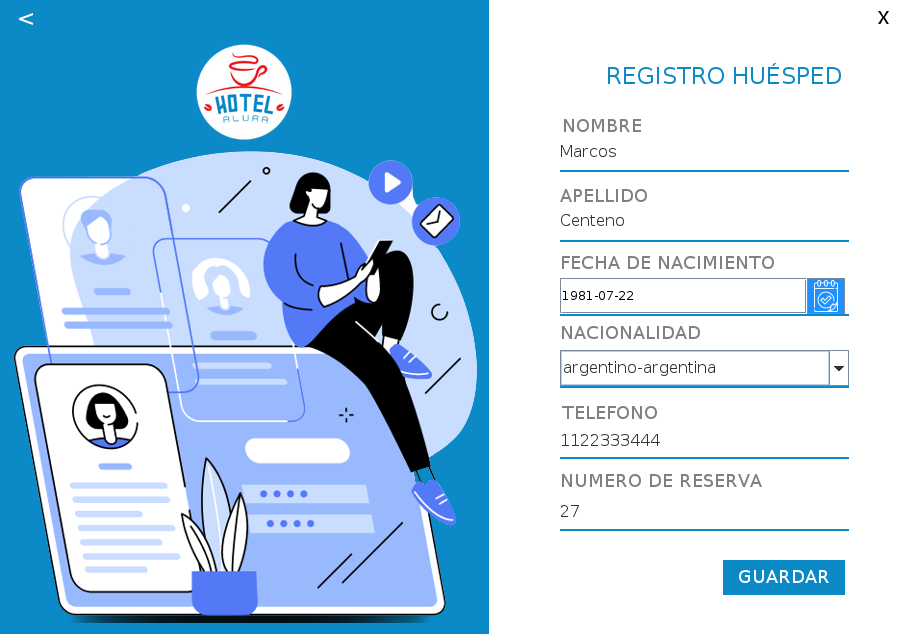 <
X
HOTEL
ALURA
REGISTRO HUÉSPED
NOMBRE
Marcos
APELLIDO
Centeno
FECHA DE NACIMIENTO
1981-07-22
NACIONALIDAD
argentino-argentina
TELEFONO
1122333444
NUMERO DE RESERVA
27
GUARDAR